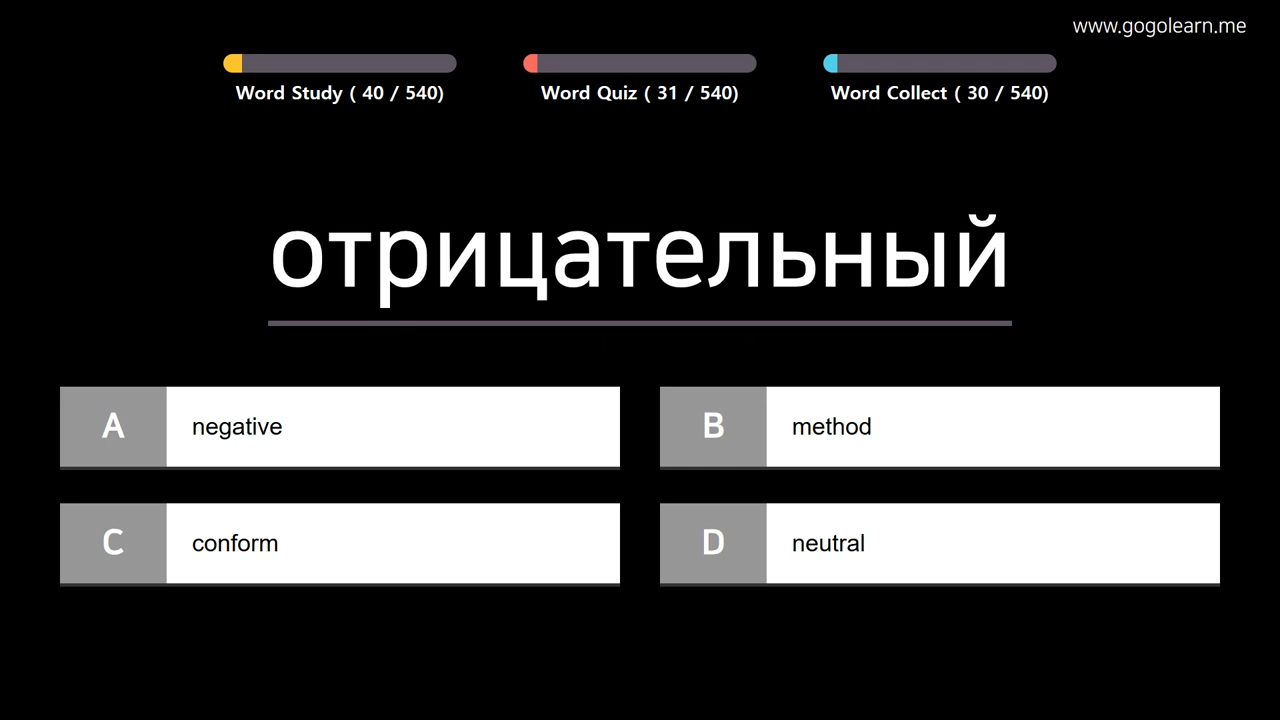 www.gogolearn.me
Word Study ( 40 / 540)
Word Quiz ( 31 / 540)
Word Collect ( 30 / 540)
отрицательный
A negative
B method
C conform
D neutral